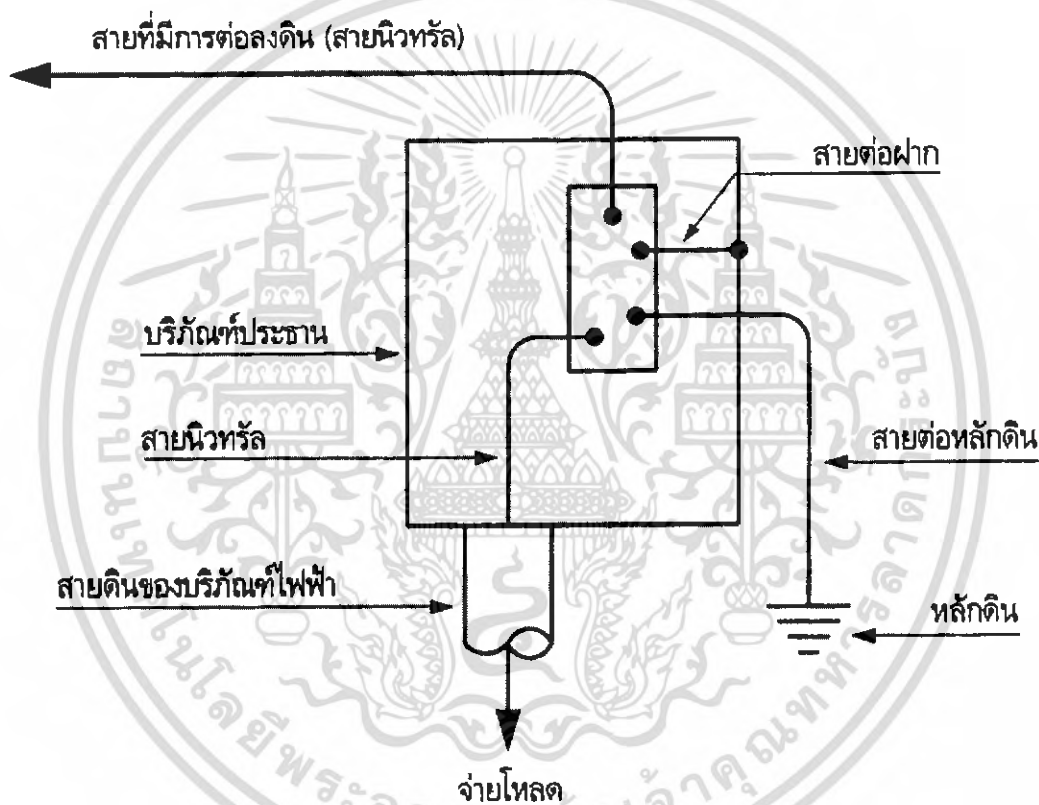 สายที่มีการต่อลงดิน (สายนิวทรัล)
สายต่อฝาก
บริภัณฑ์ประธาน
สายนิวทรัล
สายต่อหลักดิน
สายดินของบริภัณฑ์ไฟฟ้า
หลักดิน
จ่ายโหลด